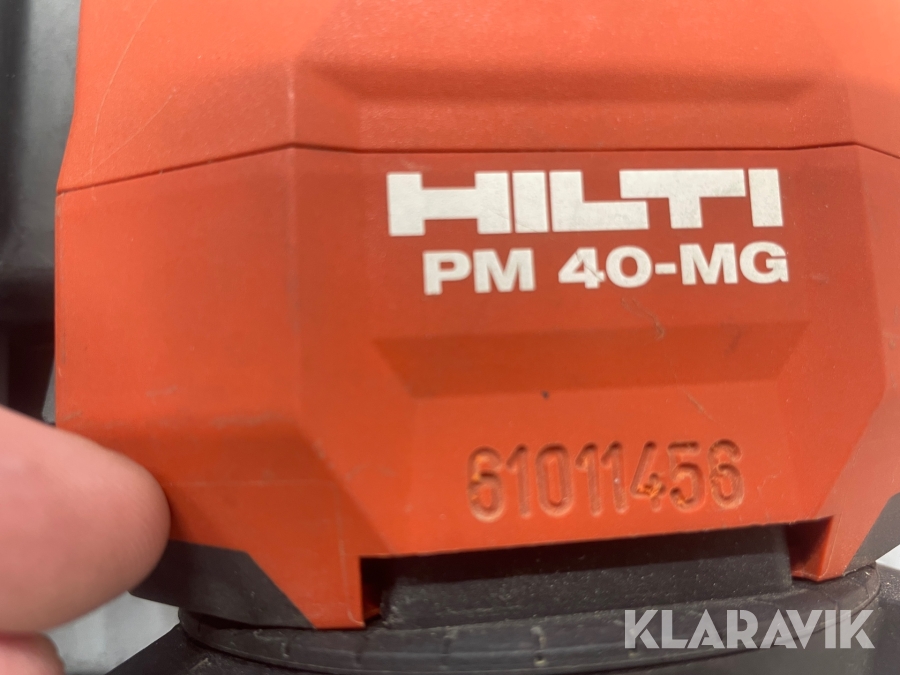 HILTI
PM 40-MG
61011456
KLARAVIK